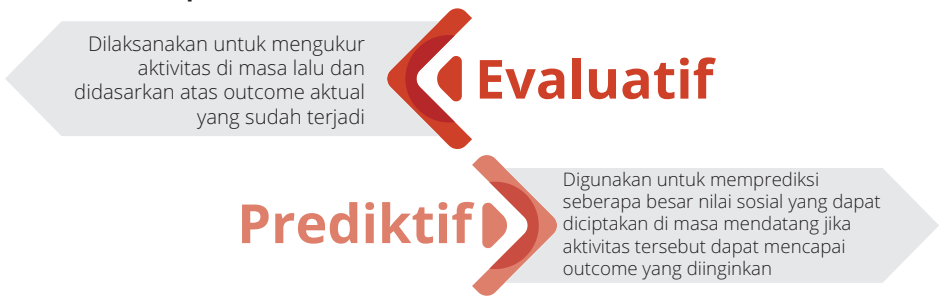 Dilaksanakan untuk mengukur
aktivitas di masa lalu dan
didasarkan atas outcome aktual
yang sudah terjadi
Evaluatif
Prediktif
Digunakan untuk memprediksi
seberapa besar nilai sosial yang dapat
diciptakan di masa mendatang jika
aktivitas tersebut dapat mencapai
outcome yang diinginkan